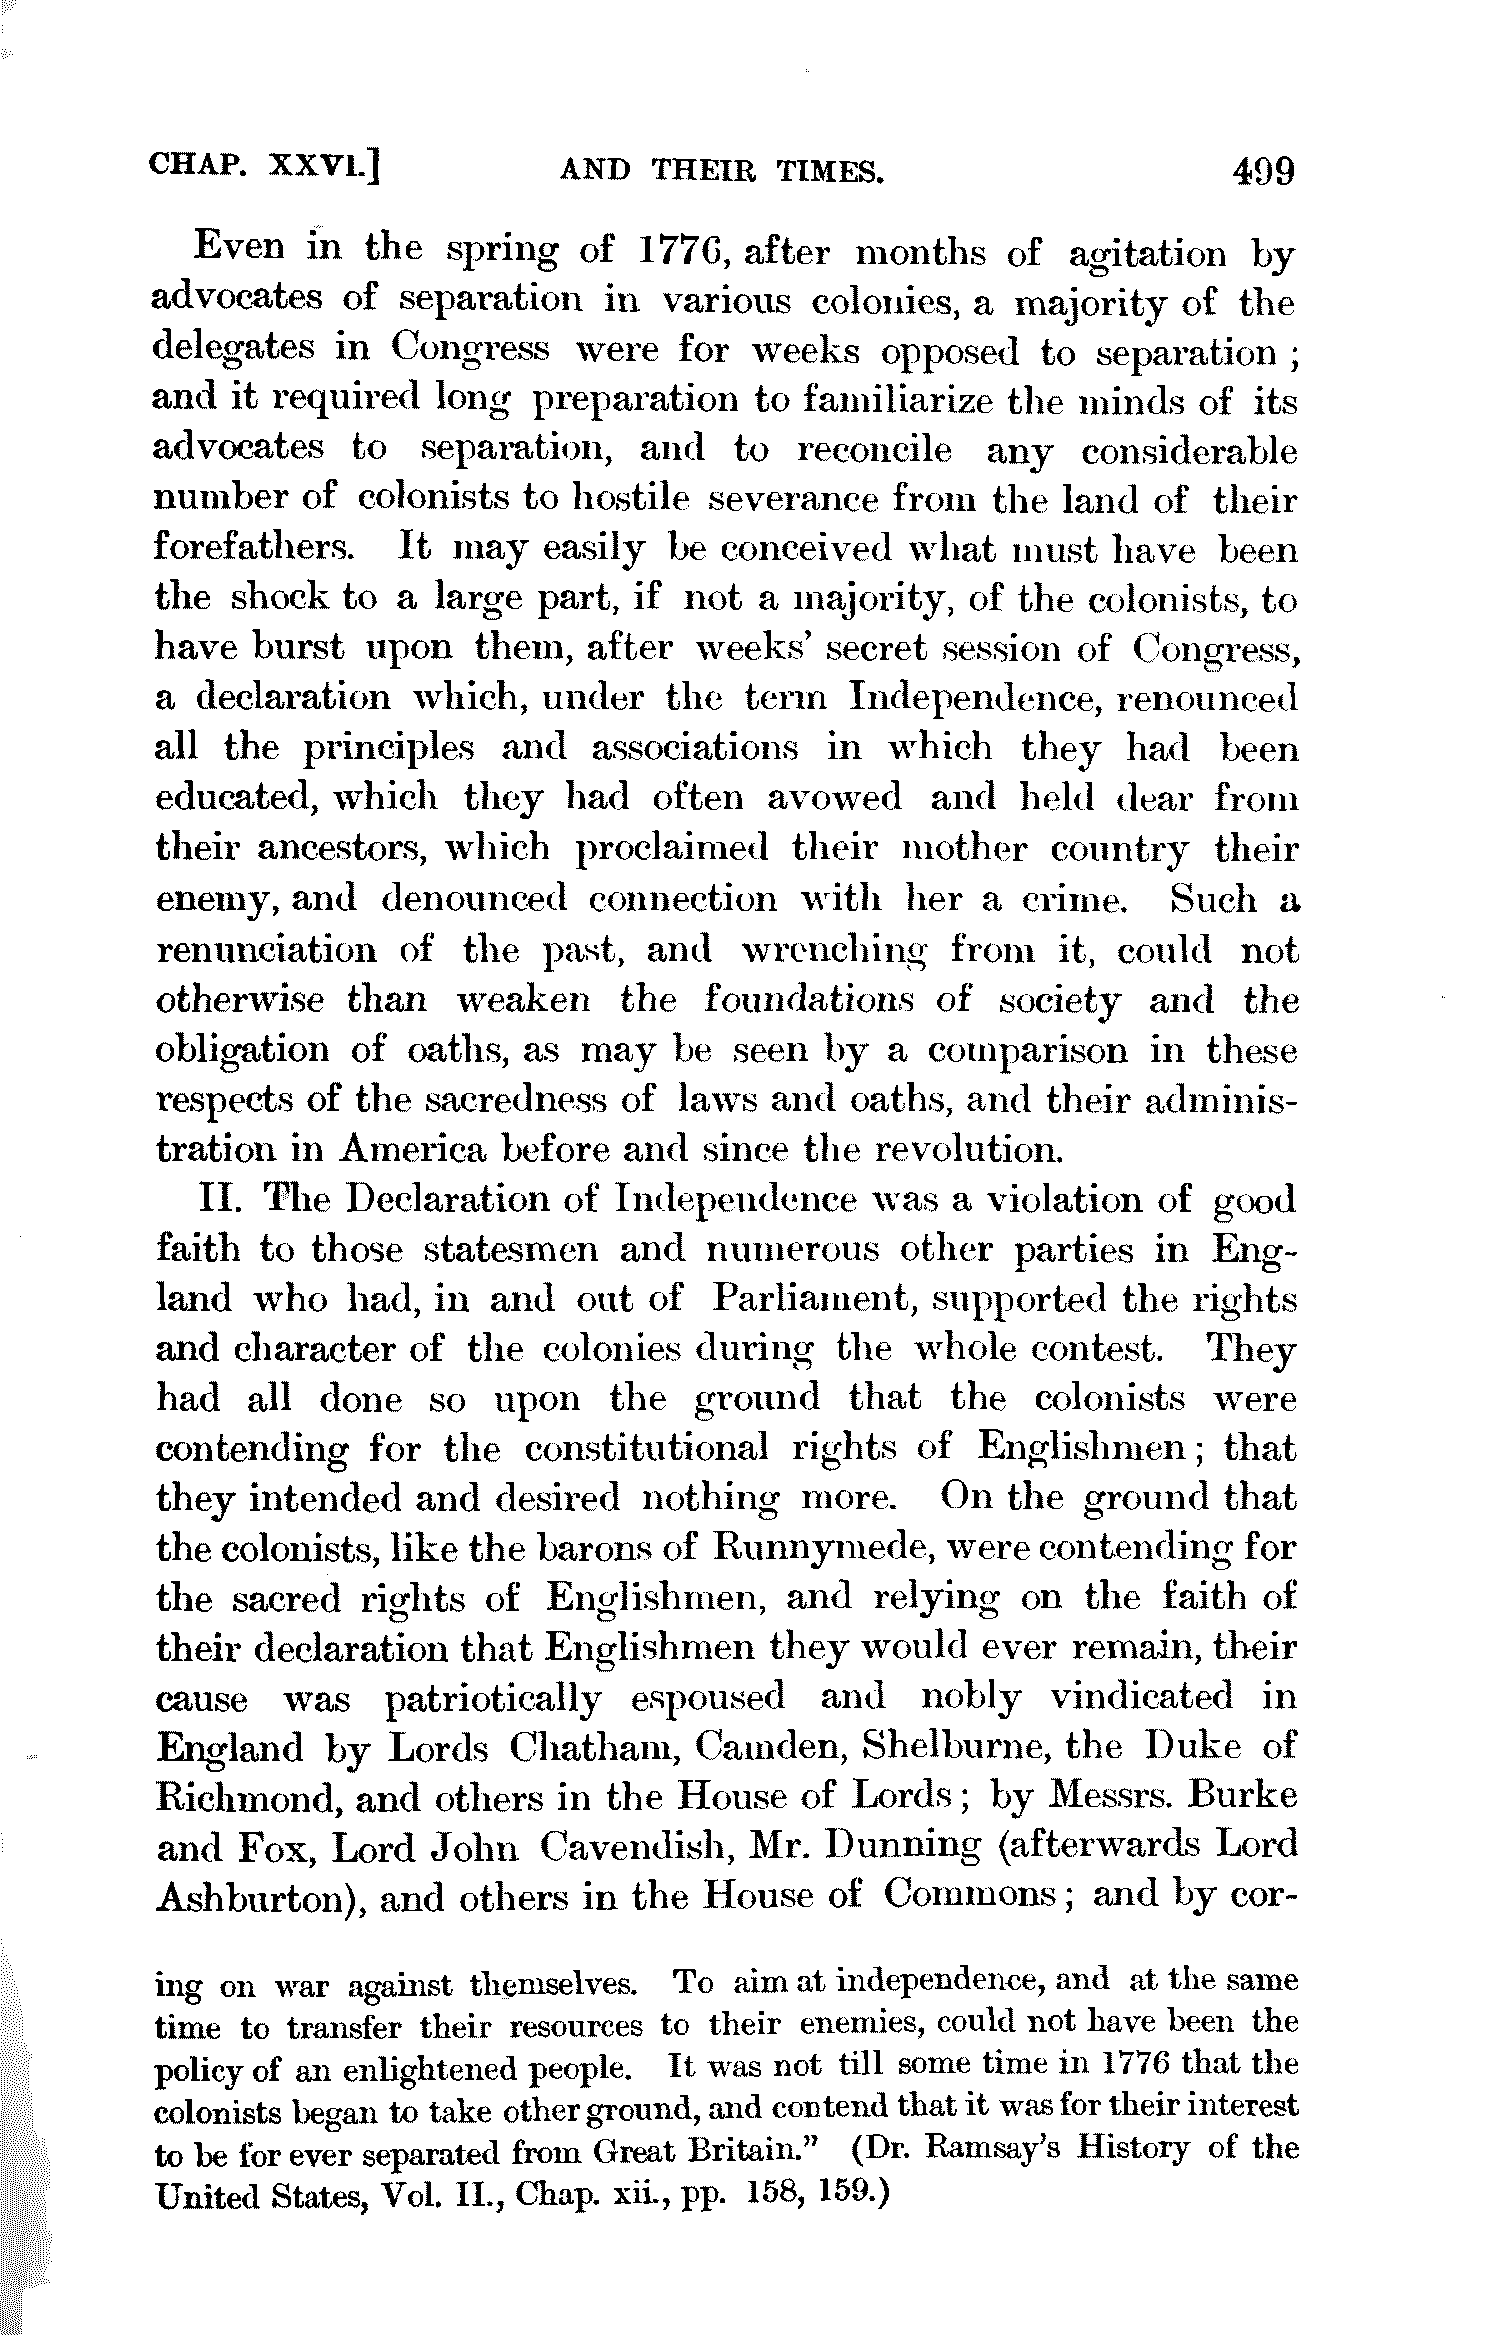 CHAP. XXVI.] AND THEIR TIMES. 499
Even in the spring of 1776, after months of agitation by
advocates of separation in various colonies, a majority of the
delegates in Congress were for weeks opposed to separation ;
and it required long preparation to familiarize the minds of its
advocates to separation, and to reconcile any considerable
number of colonists to hostile severance from the land of their
forefathers. It may easily be conceived what must have been
the shock to a large part, if not a majority, of the colonists, to
have burst upon them, after weeks' secret session of Congress,
a declaration which, under the term Independence, renounced
all the principles and associations in which they had been
educated, which they had often avowed and held dear from
their ancestors, which proclaimed their mother country their
enemy, and denounced connection with her a crime. Such a
renunciation of the past, and wrenching from it, could not
otherwise than weaken the foundations of society and the
obligation of oaths, as may be seen by a comparison in these
respects of the sacredness of laws and oaths, and their adminis-
tration in America before and since the revolution.
II. The Declaration of Independence was a violation of good
faith to those statesmen and numerous other parties in Eng-
land who had, in and out of Parliament, supported the rights
and character of the colonies during the whole contest. They
had all done so upon the ground that the colonists were
contending for the constitutional rights of Englishmen ; that
they intended and desired nothing more. On the ground that
the colonists, like the barons of Runnymede, were contending for
the sacred rights of Englishmen, and relying on the faith of
their declaration that Englishmen they would ever remain, their
cause was patriotically espoused and nobly vindicated in
England by Lords Chatham, Camden, Shelburne, the Duke of
Richmond, and others in the House of Lords ; by Messrs. Burke
and Fox, Lord John Cavendish, Mr. Dunning (afterwards Lord
Ashburton), and others in the House of Commons ; and by cor-
ing on war against themselves. To aim at independence, and at the same
time to transfer their resources to their enemies, could not have been the
policy of an enlightened people. It was not till some time in 1776 that the
colonists began to take other ground, and contend that it was for their interest
to be for ever separated from Great Britain." (Dr. Ramsay's History of the
United States, Vol. II., Chap. xii., pp. 158, 159.)